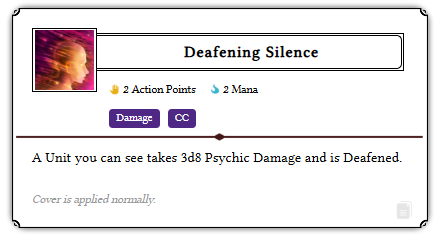 Deafening Silence
2 Action Points 2 Mana
Damage CC
A Unit you can see takes 3d8 Psychic Damage and is Deafened.
Cover is applied normally.